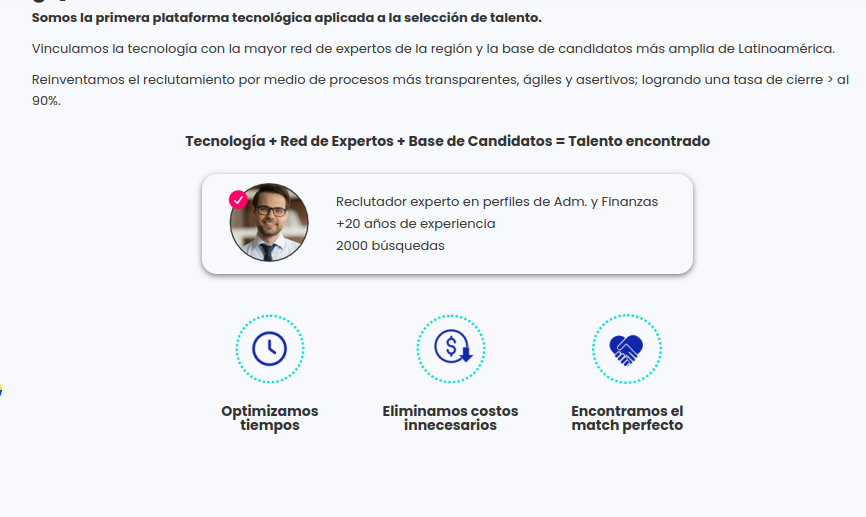 Somos la primera plataforma tecnológica aplicada a la selección de talento.
Vinculamos la tecnología con la mayor red de expertos de la región y la base de candidatos más amplia de Latinoamérica.
Reinventamos el reclutamiento por medio de procesos más transparentes, ágiles y asertivos; logrando una tasa de cierre > al
90%.
Tecnología + Red de Expertos + Base de Candidatos = Talento encontrado
Reclutador experto en perfiles de Adm. y Finanzas
+20 años de experiencia
2000 búsquedas
$
Optimizamos
tiempos
Eliminamos costos
innecesarios
Encontramos el
match perfecto